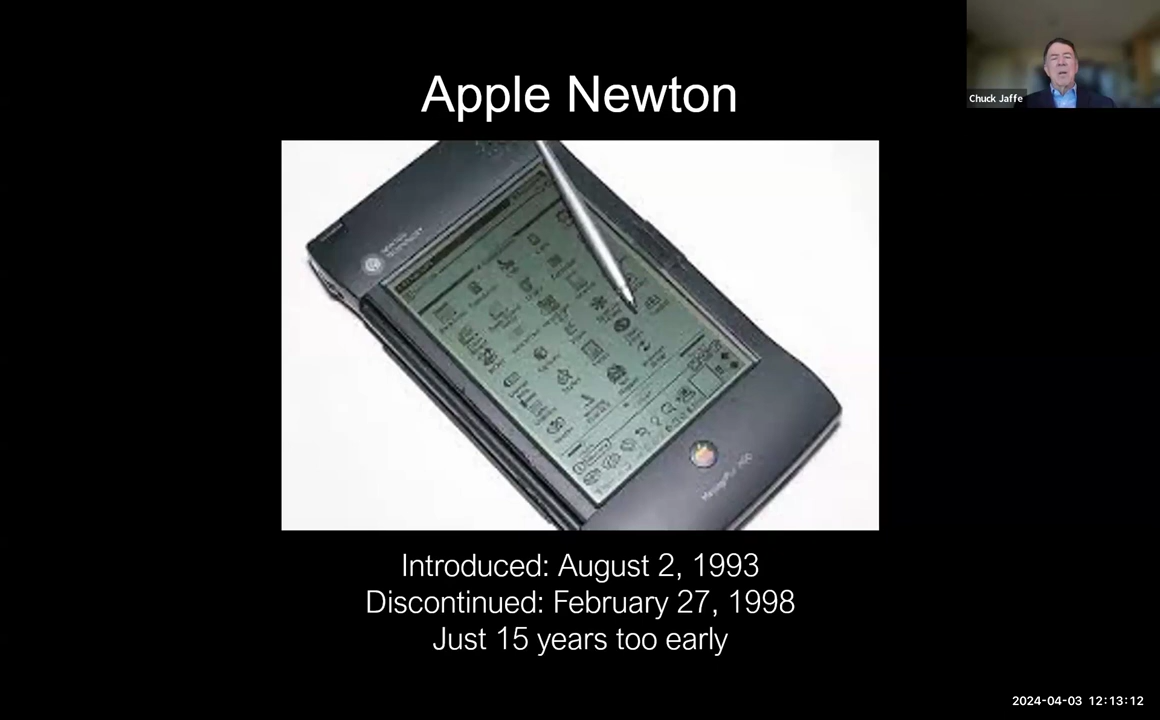 Apple Newton
Chuck Jaffe
Introduced: August 2, 1993
Discontinued: February 27, 1998
Just 15 years too early
2024-04-03 12:13:12